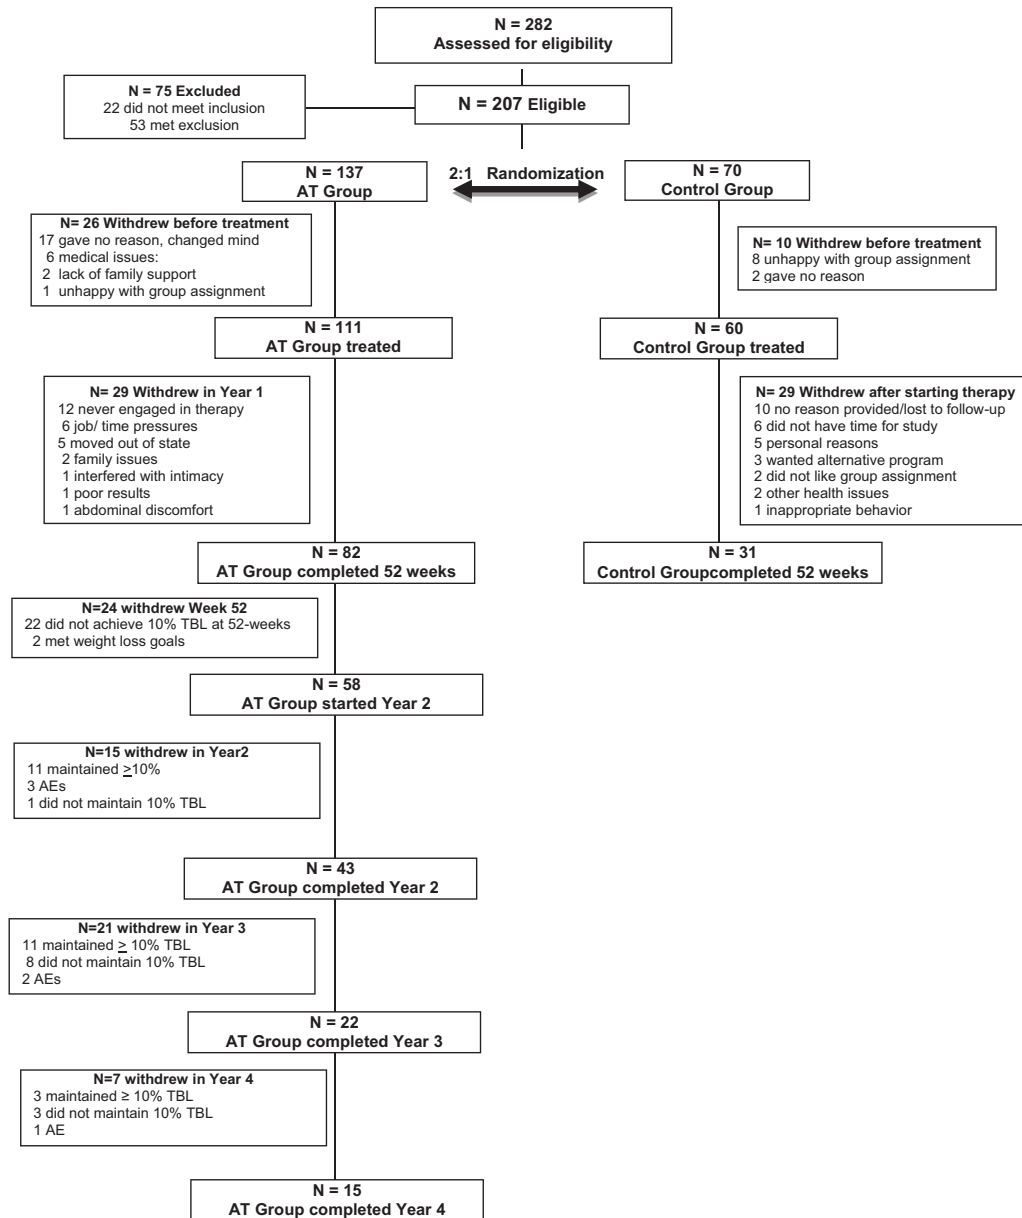 N = 282
Assessed for eligibility
N = 75 Excluded
22 did not meet inclusion
53 met exclusion
N = 207 Eligible
N = 137
AT Group
2:1 Randomization
N = 70
Control Group
N= 26 Withdrew before treatment
17 gave no reason, changed mind
6 medical issues:
2 lack of family support
1 unhappy with group assignment
N= 10 Withdrew before treatment
8 unhappy with group assignment
2 gave no reason
N = 111
AT Group treated
N = 60
Control Group treated
N= 29 Withdrew in Year 1
12 never engaged in therapy
6 job/ time pressures
5 moved out of state
2 family issues
1 interfered with intimacy
1 poor results
1 abdominal discomfort
N= 29 Withdrew after starting therapy
10 no reason provided/lost to follow-up
6 did not have time for study
5 personal reasons
3 wanted alternative program
2 did not like group assignment
2 other health issues
1 inappropriate behavior
N = 82
AT Group completed 52 weeks
N = 31
Control Groupcompleted 52 weeks
N=24 withdrew Week 52
22 did not achieve 10% TBL at 52-weeks
2 met weight loss goals
N = 58
AT Group started Year 2
N=15 withdrew in Year2
11 maintained ≥10%
3 AEs
1 did not maintain 10% TBL
N = 43
AT Group completed Year 2
N=21 withdrew in Year 3
11 maintained ≥ 10% TBL
8 did not maintain 10% TBL
2 AEs
N = 22
AT Group completed Year 3
N=7 withdrew in Year 4
3 maintained ≥ 10% TBL
3 did not maintain 10% TBL
1 AE
N = 15
AT Group completed Year 4